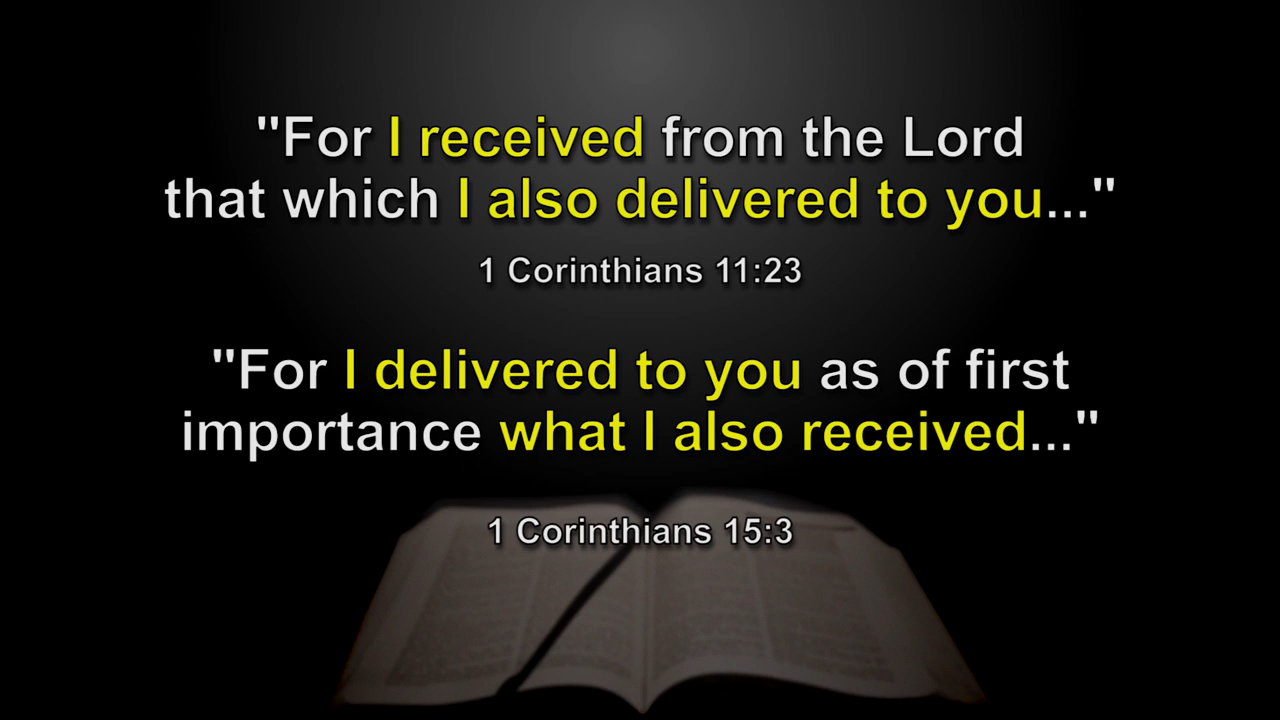 "For I received from the Lord
that which I also delivered to you..."
1 Corinthians 11:23
"For I delivered to you as of first
importance what I also received..."
1 Corinthians 15:3